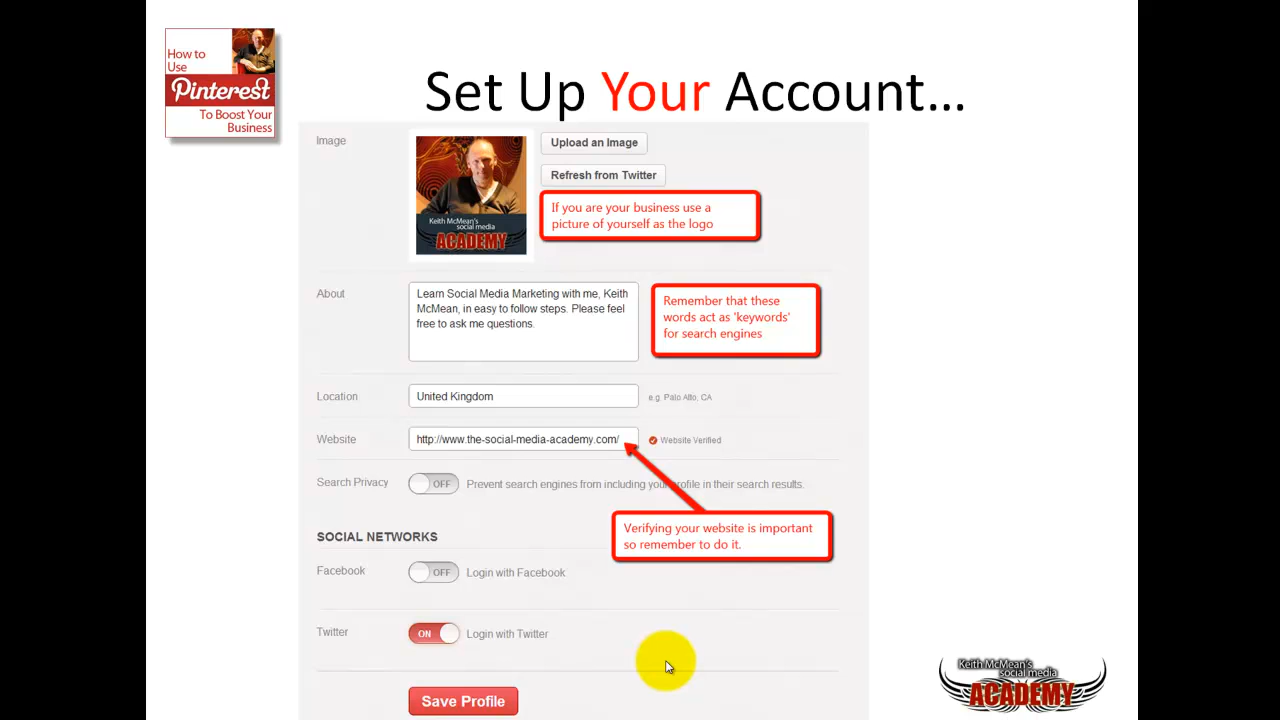 How to
Use
Pinterest
To Boost Your
Business
Set Up Your Account...
Image
Upload an Image
Refresh from Twitter
If you are your business use a
picture of yourself as the logo
Keith McMean's
social media
ACADEMY
About
Learn Social Media Marketing with me, Keith
McMean, in easy to follow steps. Please feel
free to ask me questions.
Remember that these
words act as 'keywords'
for search engines
Location
United Kingdom
e.g. Palo Alto, CA
Website
http://www.the-social-media-academy.com/
Website Verified
Search Privacy
OFF
Prevent search engines from including your profile in their search results.
Verifying your website is important
so remember to do it.
SOCIAL NETWORKS
Facebook
OFF
Login with Facebook
Twitter
ON
Login with Twitter
Save Profile
Keith McMean's
social media
ACADEMY